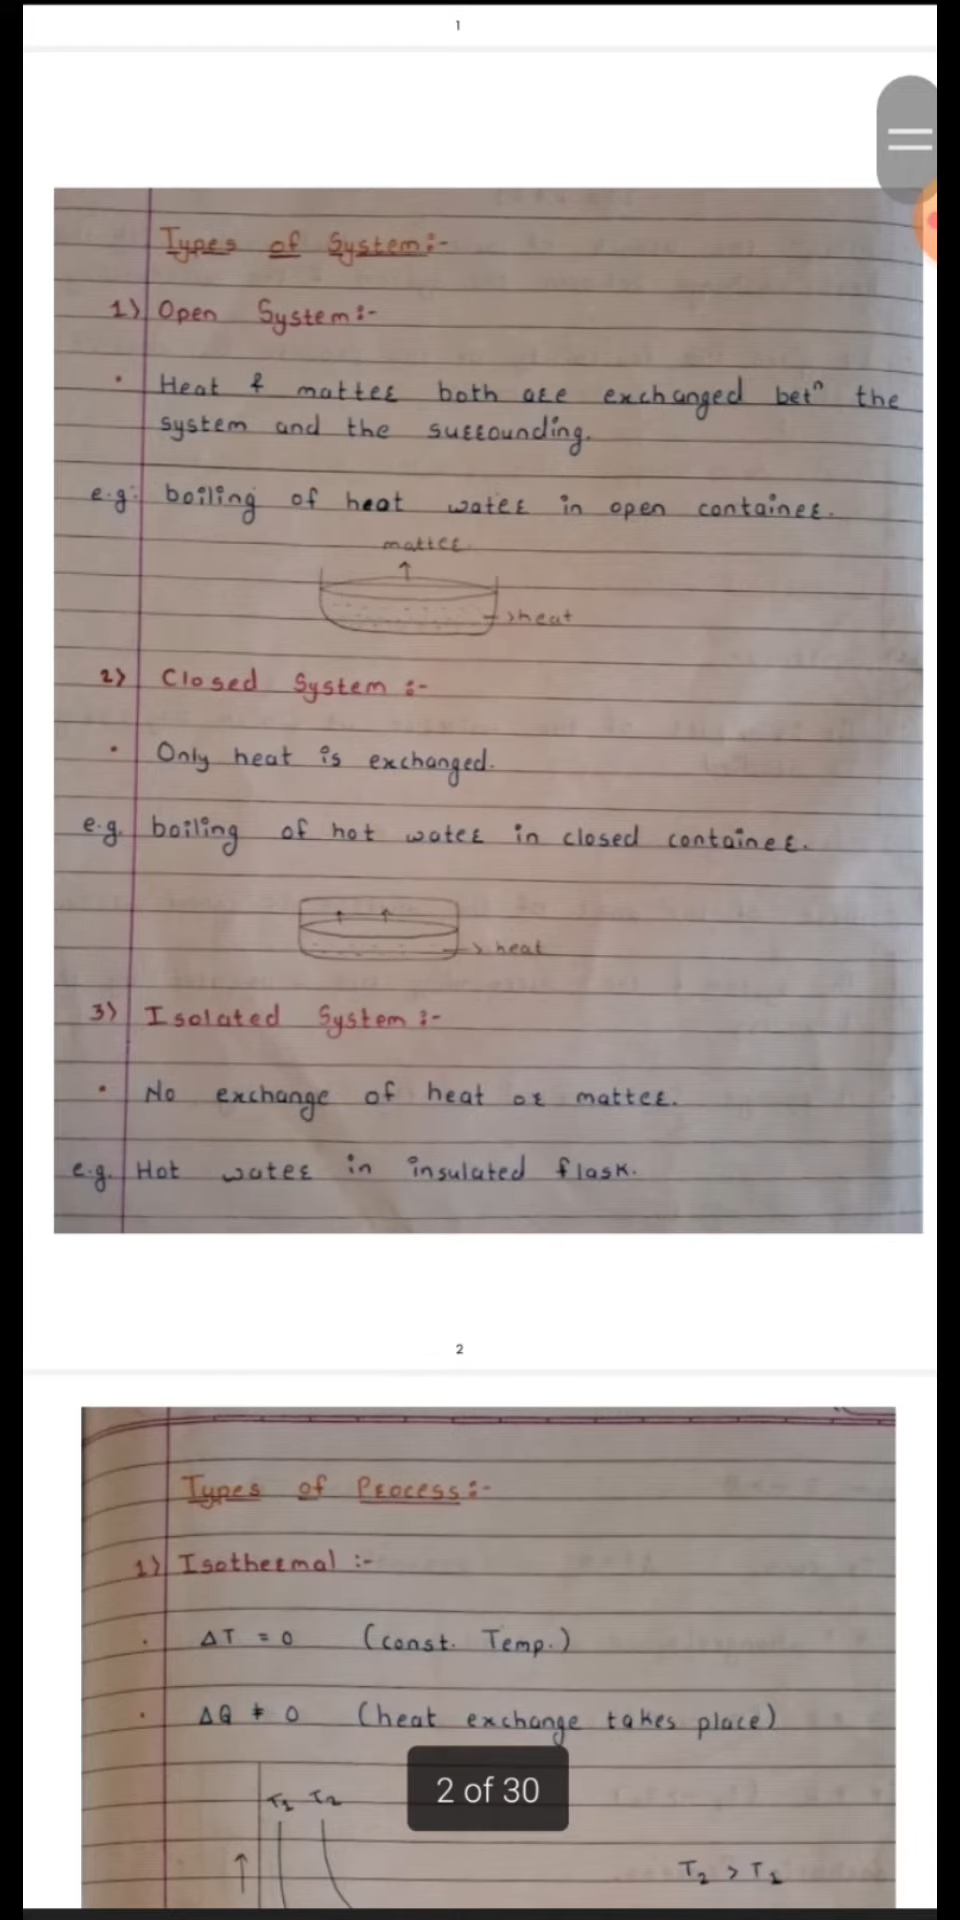 1
Types of System:-
1) Open System:-
• Heat & matter both are exchanged betⁿ the
system and the surrounding.
e.g: boiling of heat water in open container.
matter
↑
→ heat
2) Closed System :-
• Only heat is exchanged.
e.g. boiling of hot water in closed container.
↑ ↑
→ heat
3) Isolated System :-
• No exchange of heat or matter.
e.g. Hot water in insulated flask.
2
Types of Process:-
1) Isothermal :-
• ΔT = 0 (const. Temp.)
• ΔQ ≠ 0 (heat exchange takes place)
2 of 30
T₁ T₂
↑
T₂ > T₁